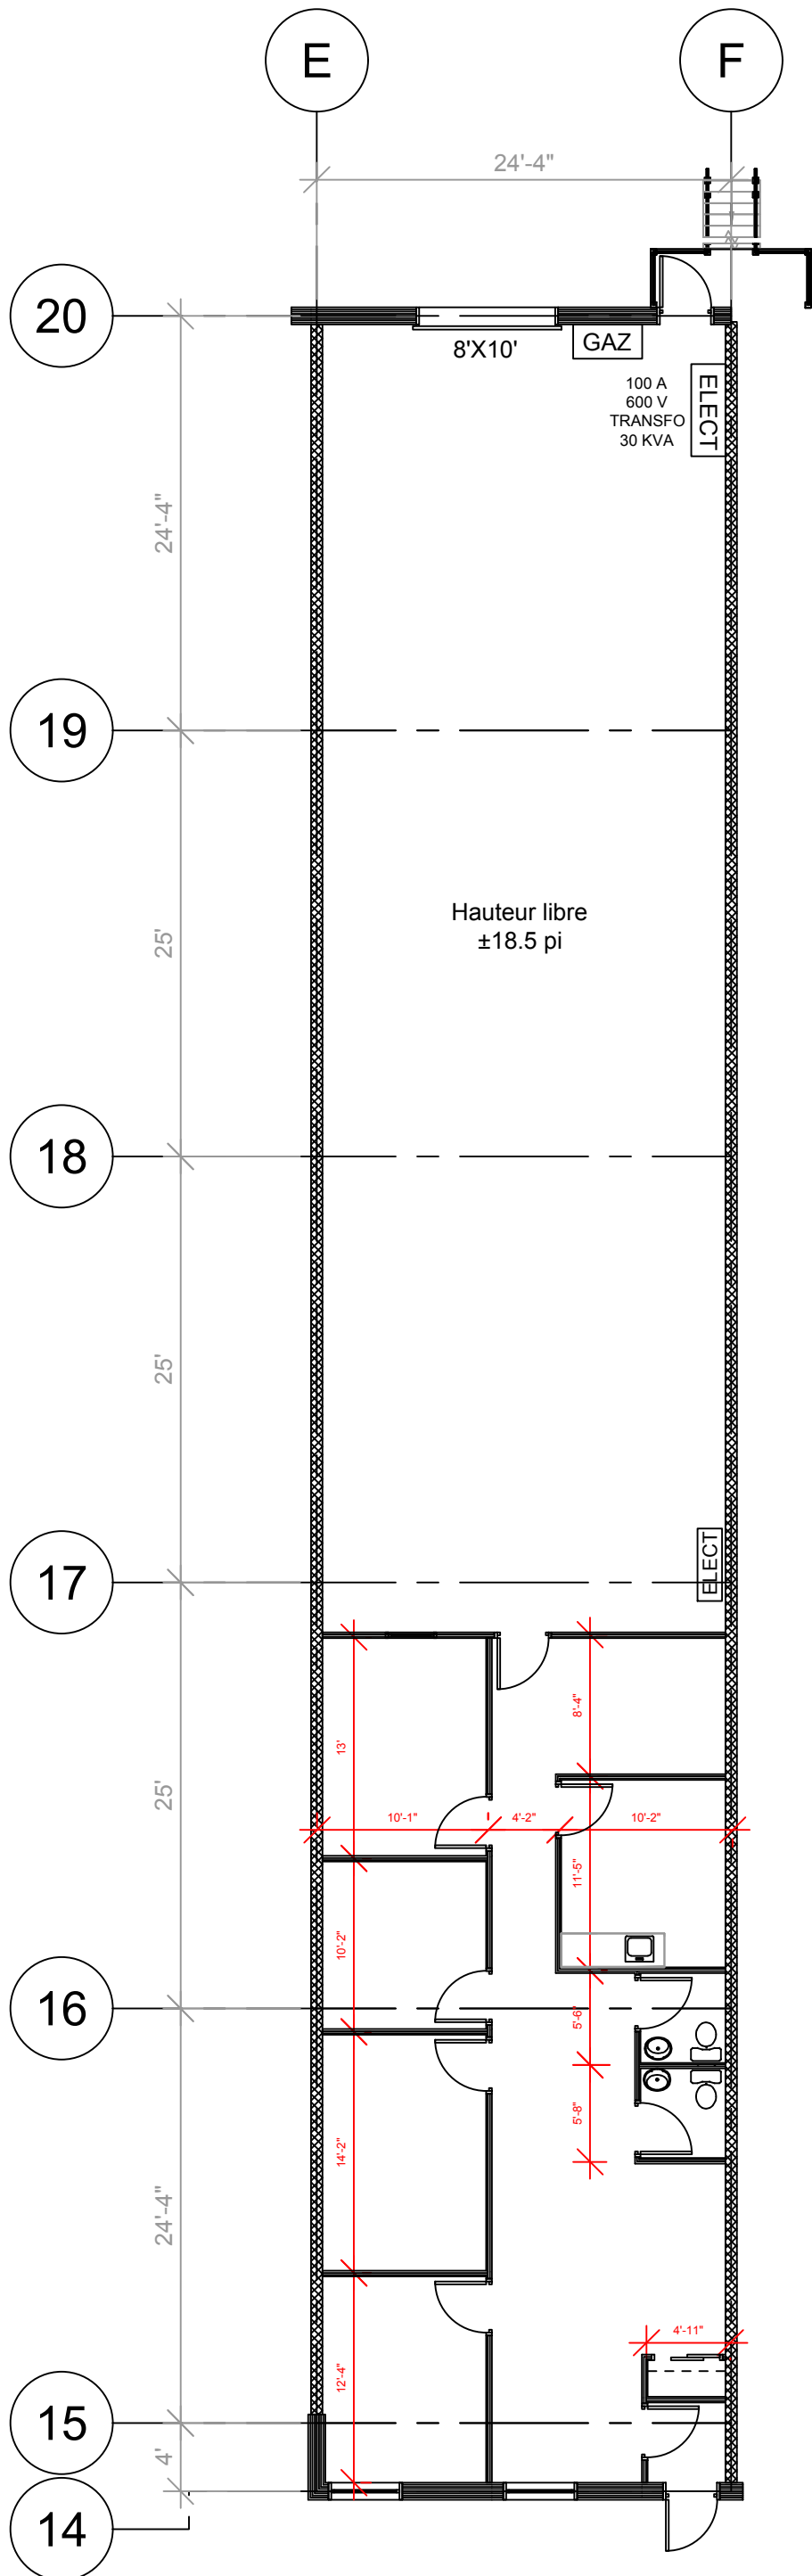 E
F
24'-4"
20
8'X10'
GAZ
100 A
600 V
TRANSFO
30 KVA
ELECT
24'-4"
19
Hauteur libre
±18.5 pi
25'
18
25'
ELECT
17
8'-4"
13'
25'
10'-1"
4'-2"
10'-2"
11'-5"
10'-2"
16
5'-6"
5'-8"
14'-2"
24'-4"
4'-11"
12'-4"
15
4'
14